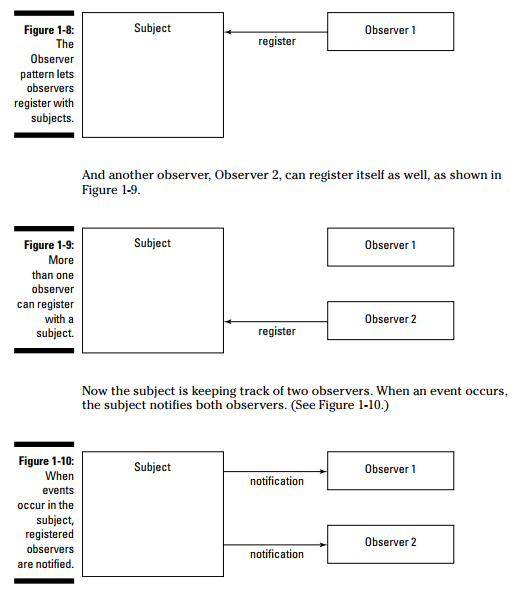 Figure 1-8:
The
Observer
pattern lets
observers
register with
subjects.
Subject
register
Observer 1
And another observer, Observer 2, can register itself as well, as shown in
Figure 1-9.
Figure 1-9:
More
than one
observer
can register
with a
subject.
Subject
Observer 1
register
Observer 2
Now the subject is keeping track of two observers. When an event occurs,
the subject notifies both observers. (See Figure 1-10.)
Figure 1-10:
When
events
occur in the
subject,
registered
observers
are notified.
Subject
notification
Observer 1
notification
Observer 2